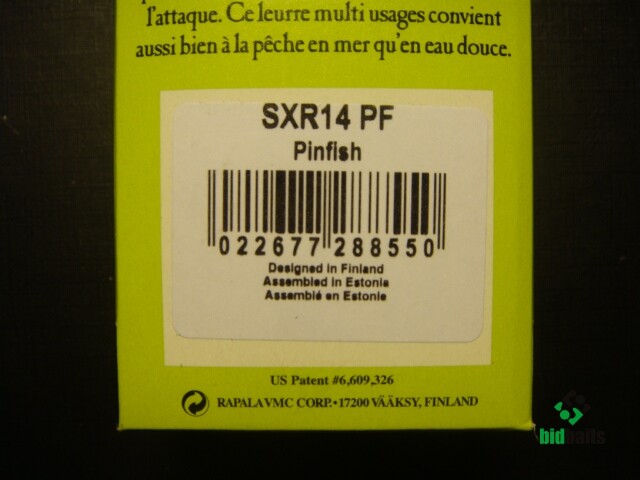 l'attaque. Ce leurre multi usages convient
aussi bien à la pêche en mer qu'en eau douce.
SXR14 PF
Pinfish
022677 288550
Designed in Finland
Assembled in Estonia
Assemblé en Estonie
US Patent #6,609,326
RAPALA VMC CORP.•17200 VÄÄKSY, FINLAND
bidbaits